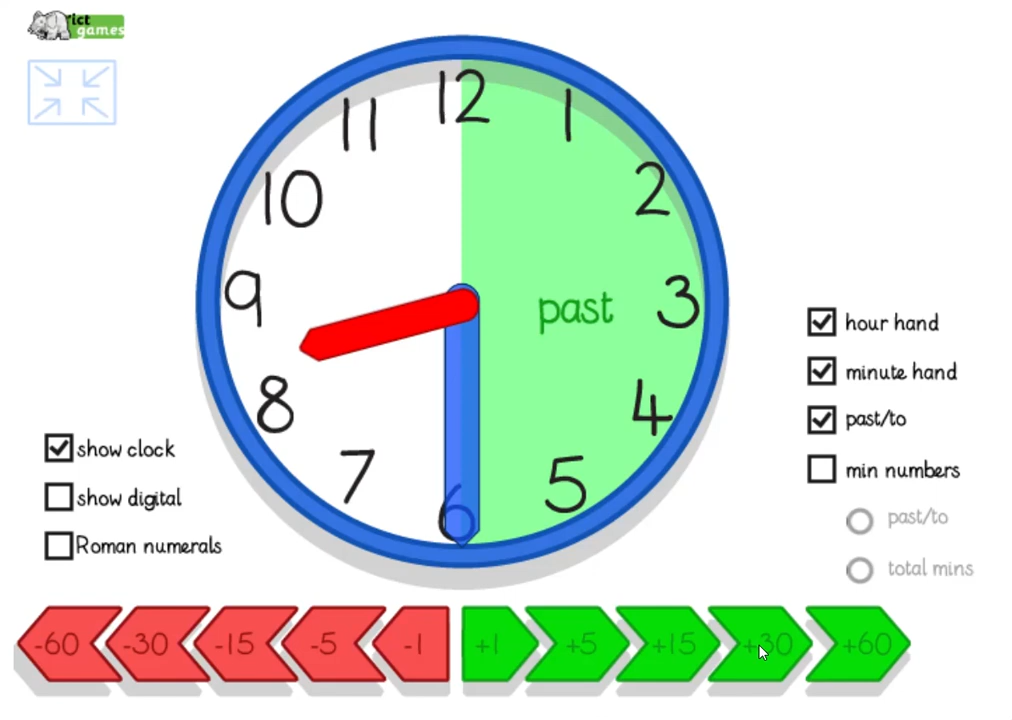 ict
games
12
11
1
10
2
9
past
3
8
4
7
5
6
hour hand
minute hand
past/to
min numbers
past/to
total mins
show clock
show digital
Roman numerals
-60 -30 -15 -5 -1 +1 +5 +15 +30 +60